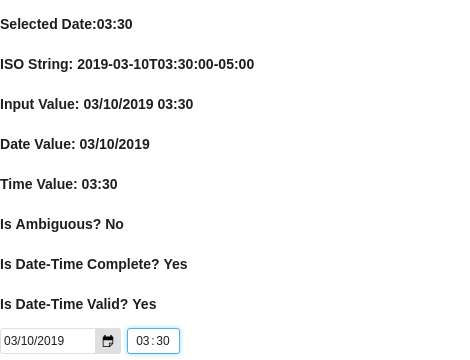 Selected Date:03:30
ISO String: 2019-03-10T03:30:00-05:00
Input Value: 03/10/2019 03:30
Date Value: 03/10/2019
Time Value: 03:30
Is Ambiguous? No
Is Date-Time Complete? Yes
Is Date-Time Valid? Yes
03/10/2019 03:30